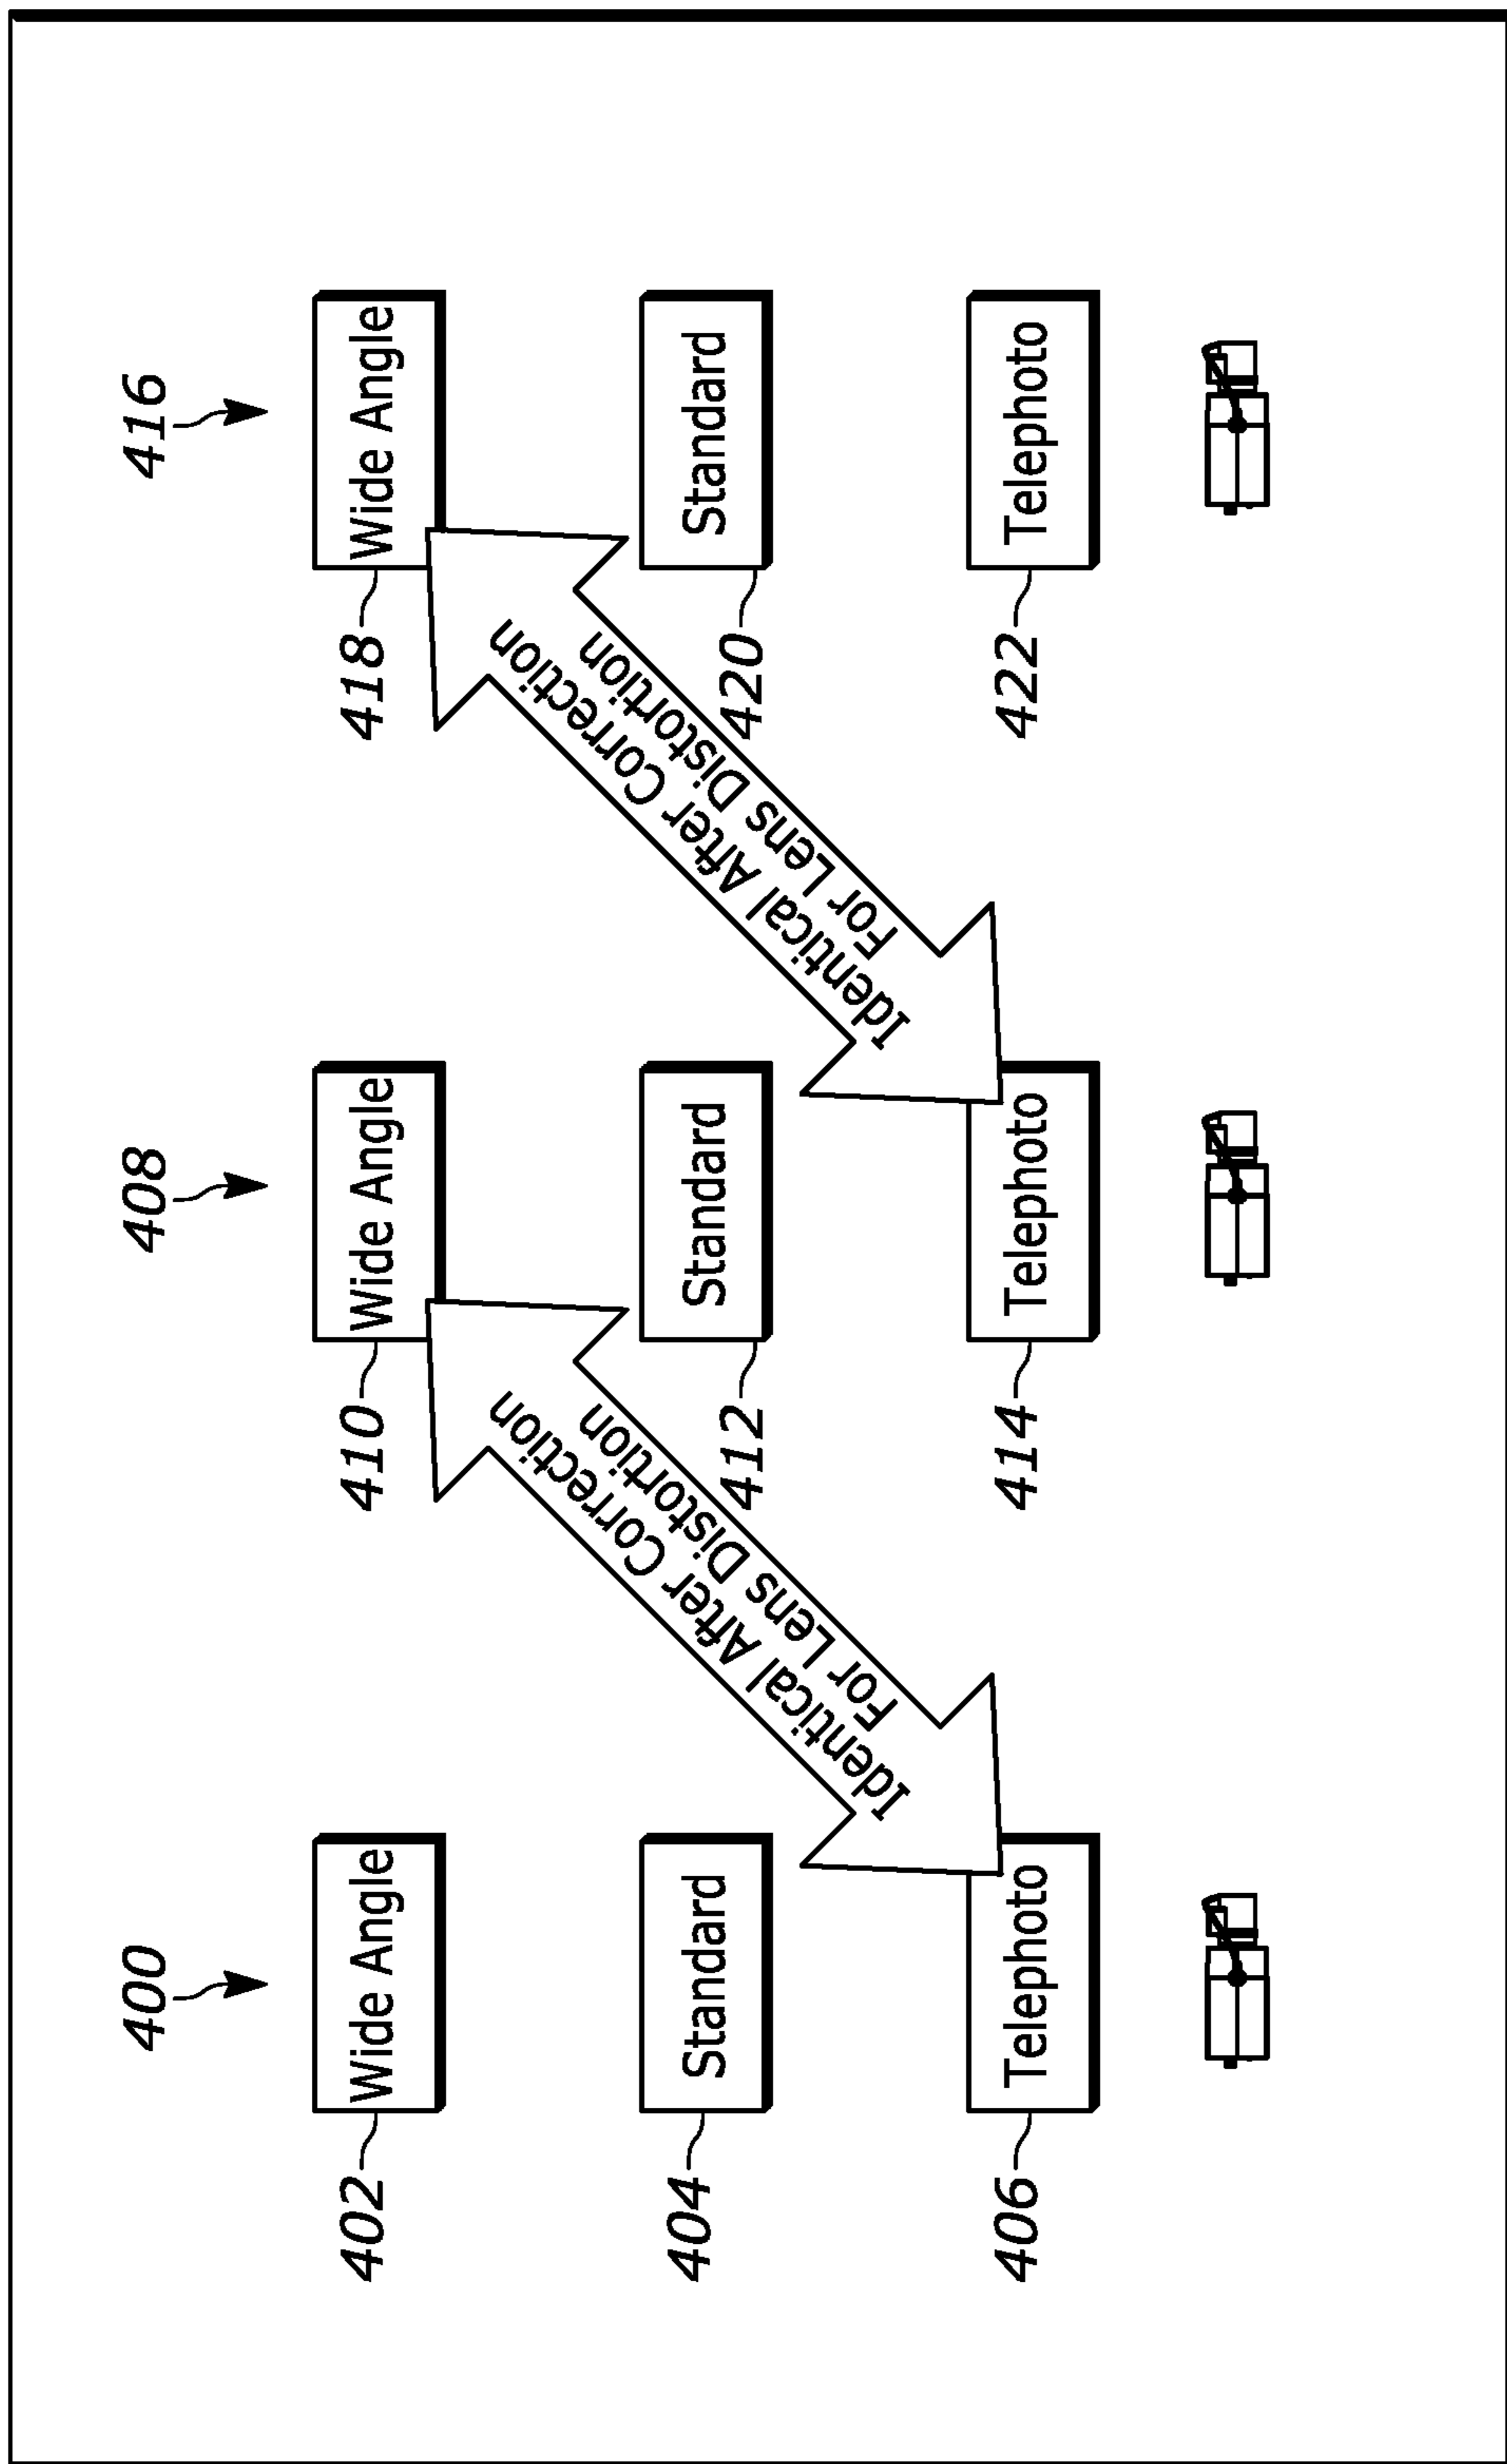 400
408
416
402
Wide Angle
410
Wide Angle
418
Wide Angle
404
Standard
412
Standard
420
Standard
406
Telephoto
414
Telephoto
422
Telephoto
Identical After Correction
For Lens Distortion
Identical After Correction
For Lens Distortion